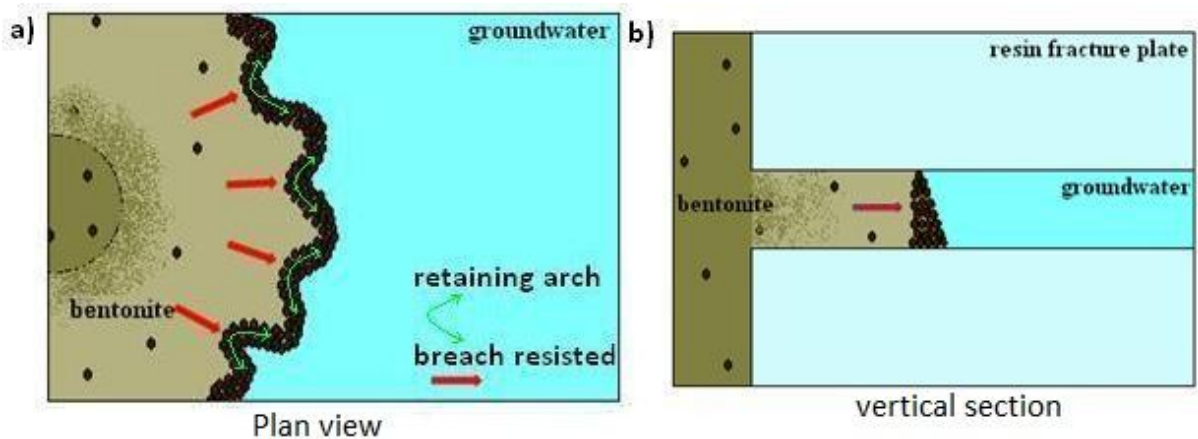 a)
groundwater
bentonite
retaining arch
breach resisted
Plan view
b)
resin fracture plate
bentonite
groundwater
vertical section